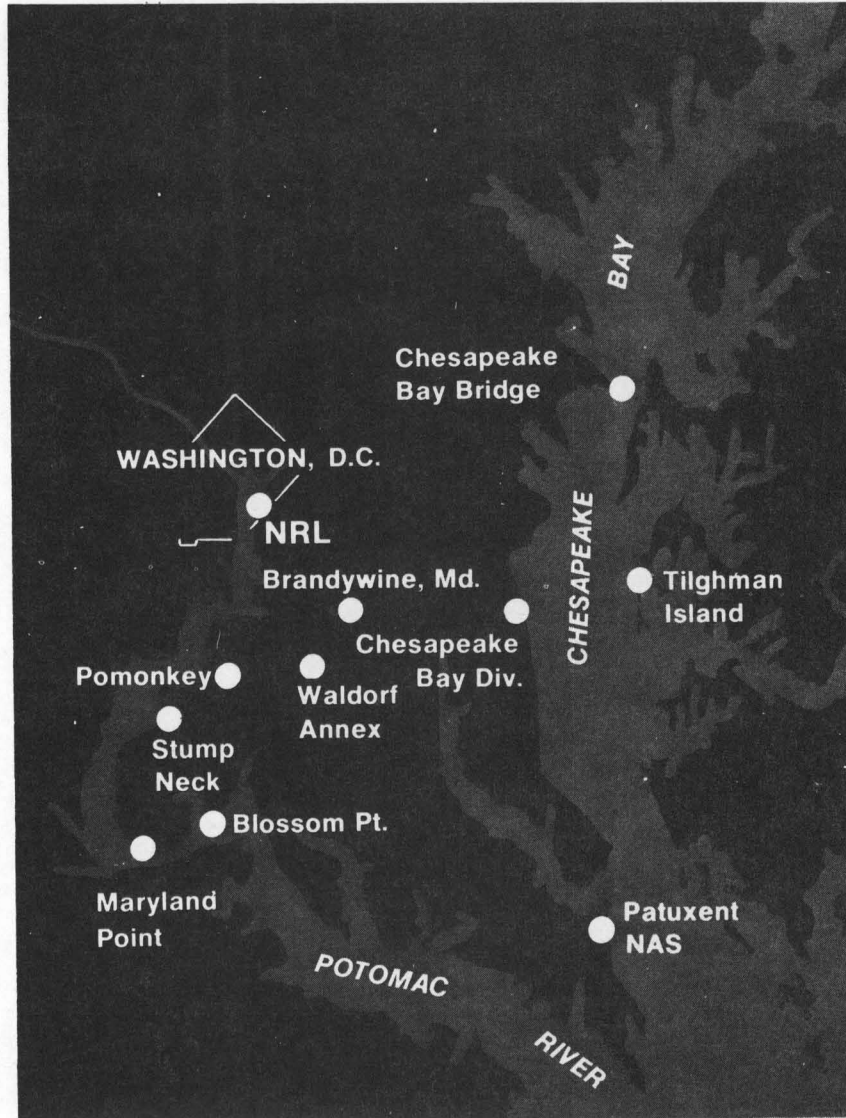 BAY
Chesapeake
Bay Bridge
WASHINGTON, D.C.
NRL
CHESAPEAKE
Brandywine, Md.
Tilghman
Island
Chesapeake
Bay Div.
Pomonkey
Waldorf
Annex
Stump
Neck
Blossom Pt.
Maryland
Point
Patuxent
NAS
POTOMAC
RIVER